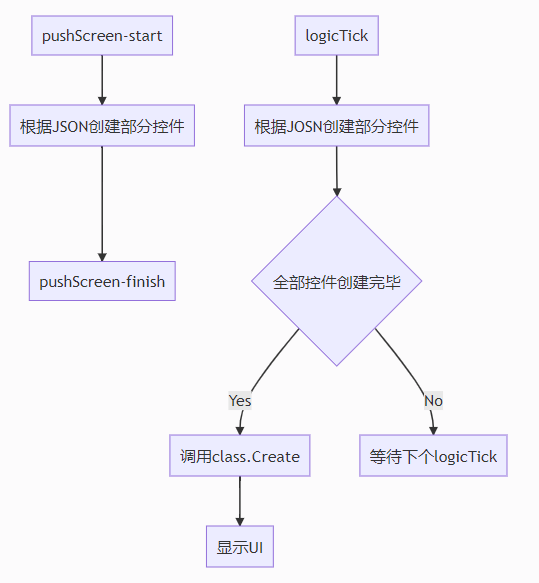 pushScreen-start
logicTick
根据JSON创建部分控件
根据JOSN创建部分控件
pushScreen-finish
全部控件创建完毕
Yes
No
调用class.Create
等待下个logicTick
显示UI